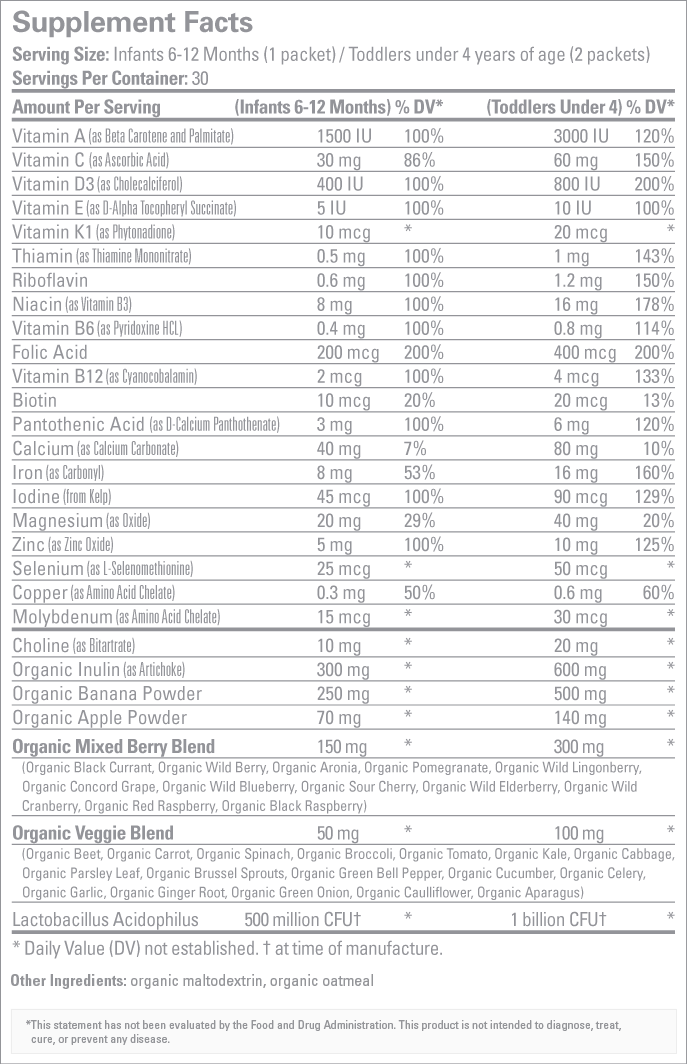 Supplement Facts
Serving Size: Infants 6-12 Months (1 packet) / Toddlers under 4 years of age (2 packets)
Servings Per Container: 30
Amount Per Serving (Infants 6-12 Months) % DV* (Toddlers Under 4) % DV*
Vitamin A (as Beta Carotene and Palmitate) 1500 IU 100% 3000 IU 120%
Vitamin C (as Ascorbic Acid) 30 mg 86% 60 mg 150%
Vitamin D3 (as Cholecalciferol) 400 IU 100% 800 IU 200%
Vitamin E (as D-Alpha Tocopheryl Succinate) 5 IU 100% 10 IU 100%
Vitamin K1 (as Phytonadione) 10 mcg * 20 mcg *
Thiamin (as Thiamine Mononitrate) 0.5 mg 100% 1 mg 143%
Riboflavin 0.6 mg 100% 1.2 mg 150%
Niacin (as Vitamin B3) 8 mg 100% 16 mg 178%
Vitamin B6 (as Pyridoxine HCL) 0.4 mg 100% 0.8 mg 114%
Folic Acid 200 mcg 200% 400 mcg 200%
Vitamin B12 (as Cyanocobalamin) 2 mcg 100% 4 mcg 133%
Biotin 10 mcg 20% 20 mcg 13%
Pantothenic Acid (as D-Calcium Panthothenate) 3 mg 100% 6 mg 120%
Calcium (as Calcium Carbonate) 40 mg 7% 80 mg 10%
Iron (as Carbonyl) 8 mg 53% 16 mg 160%
Iodine (from Kelp) 45 mcg 100% 90 mcg 129%
Magnesium (as Oxide) 20 mg 29% 40 mg 20%
Zinc (as Zinc Oxide) 5 mg 100% 10 mg 125%
Selenium (as L-Selenomethionine) 25 mcg * 50 mcg *
Copper (as Amino Acid Chelate) 0.3 mg 50% 0.6 mg 60%
Molybdenum (as Amino Acid Chelate) 15 mcg * 30 mcg *
Choline (as Bitartrate) 10 mg * 20 mg *
Organic Inulin (as Artichoke) 300 mg * 600 mg *
Organic Banana Powder 250 mg * 500 mg *
Organic Apple Powder 70 mg * 140 mg *
Organic Mixed Berry Blend 150 mg * 300 mg *
(Organic Black Currant, Organic Wild Berry, Organic Aronia, Organic Pomegranate, Organic Wild Lingonberry,
Organic Concord Grape, Organic Wild Blueberry, Organic Sour Cherry, Organic Wild Elderberry, Organic Wild
Cranberry, Organic Red Raspberry, Organic Black Raspberry)
Organic Veggie Blend 50 mg * 100 mg *
(Organic Beet, Organic Carrot, Organic Spinach, Organic Broccoli, Organic Tomato, Organic Kale, Organic Cabbage,
Organic Parsley Leaf, Organic Brussel Sprouts, Organic Green Bell Pepper, Organic Cucumber, Organic Celery,
Organic Garlic, Organic Ginger Root, Organic Green Onion, Organic Caulliflower, Organic Aparagus)
Lactobacillus Acidophilus 500 million CFU† * 1 billion CFU† *
* Daily Value (DV) not established. † at time of manufacture.
Other Ingredients: organic maltodextrin, organic oatmeal
*This statement has not been evaluated by the Food and Drug Administration. This product is not intended to diagnose, treat,
cure, or prevent any disease.